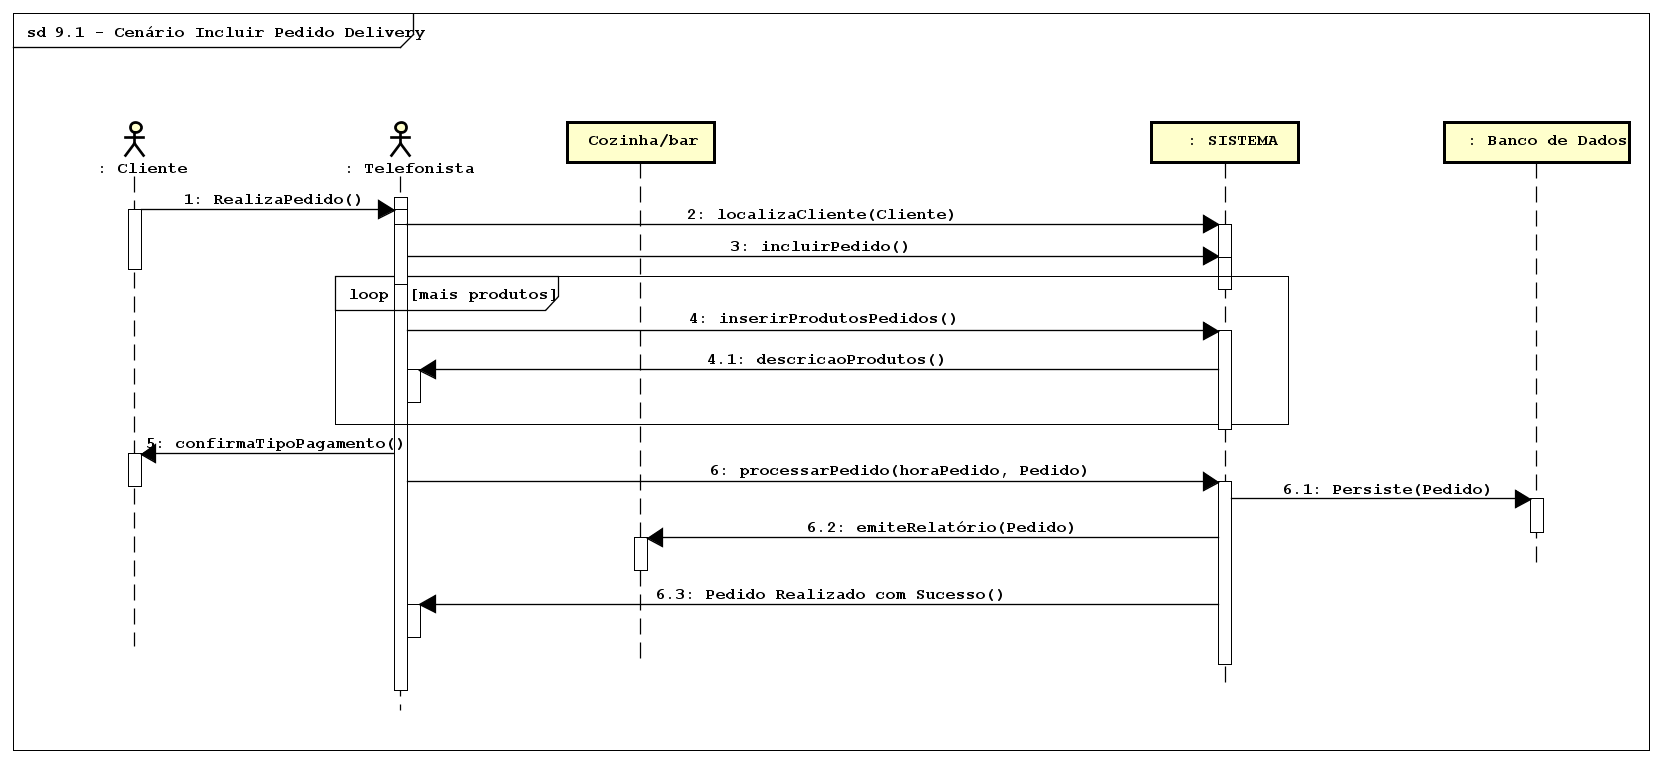 sd 9.1 - Cenário Incluir Pedido Delivery
Cozinha/bar
: SISTEMA
: Banco de Dados
: Cliente
: Telefonista
1: RealizaPedido()
2: localizaCliente(Cliente)
3: incluirPedido()
loop [mais produtos]
4: inserirProdutosPedidos()
4.1: descricaoProdutos()
5: confirmaTipoPagamento()
6: processarPedido(horaPedido, Pedido)
6.1: Persiste(Pedido)
6.2: emiteRelatório(Pedido)
6.3: Pedido Realizado com Sucesso()